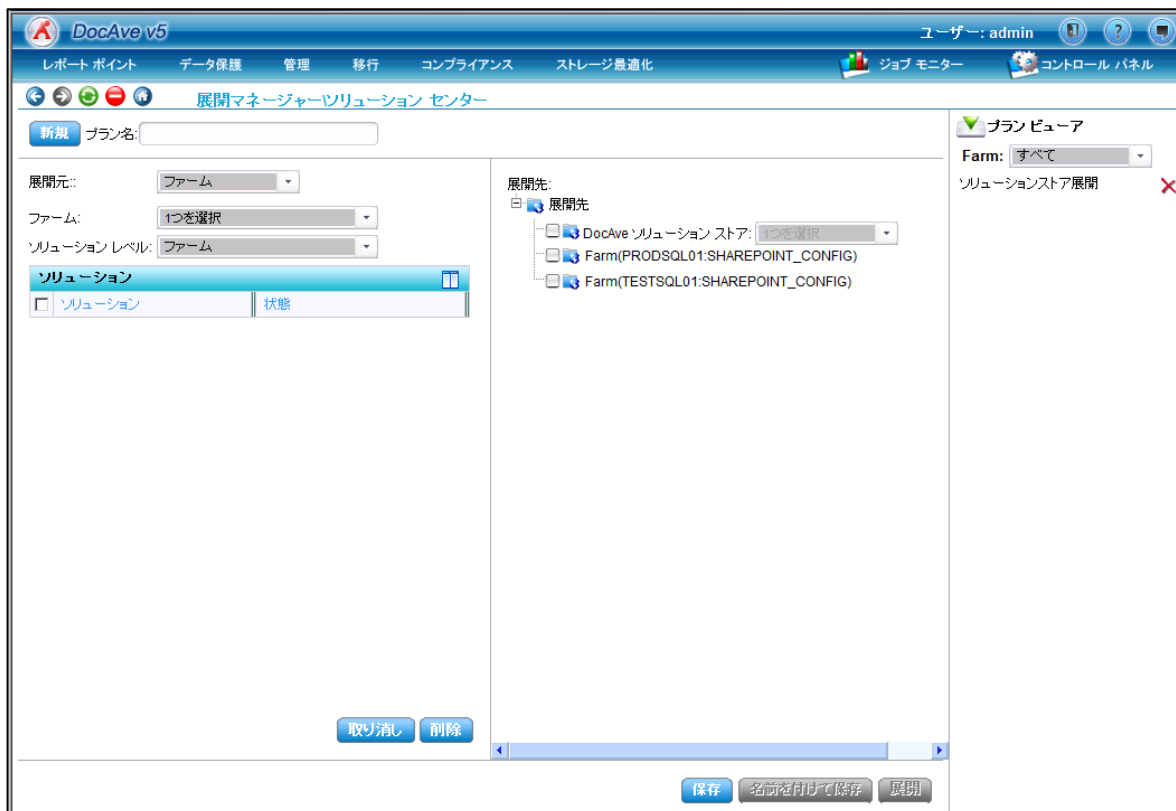 DocAve v5
ユーザー: admin
レポート ポイント データ保護 管理 移行 コンプライアンス ストレージ最適化 ジョブ モニター コントロール パネル
展開マネージャー\ソリューション センター
新規 プラン名:
展開元::
ファーム
ファーム:
1つを選択
ソリューション レベル:
ファーム
ソリューション
ソリューション 状態
取り消し 削除
展開先:
展開先
DocAve ソリューション ストア: 1つを選択
Farm(PRODSQL01:SHAREPOINT_CONFIG)
Farm(TESTSQL01:SHAREPOINT_CONFIG)
保存 名前を付けて保存 展開
プラン ビューア
Farm: すべて
ソリューションストア展開